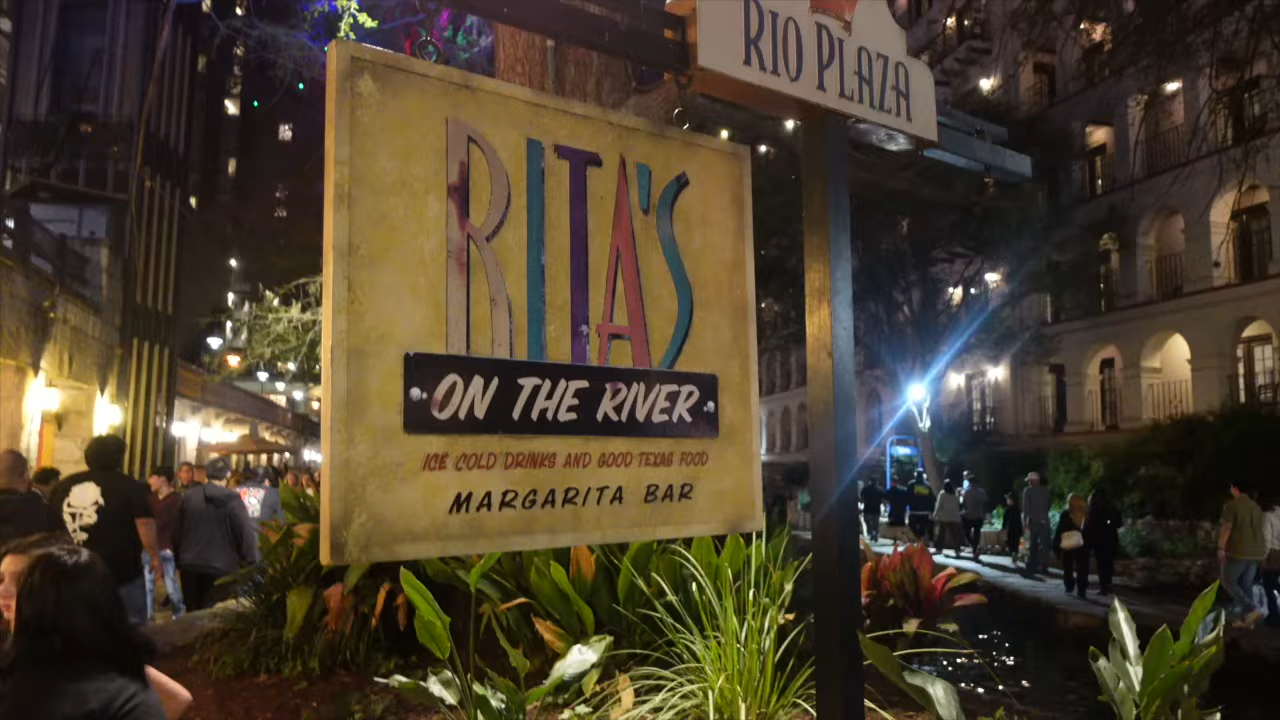 RIO PLAZA
RITA'S
ON THE RIVER
ICE COLD DRINKS AND GOOD TEXAS FOOD
MARGARITA BAR